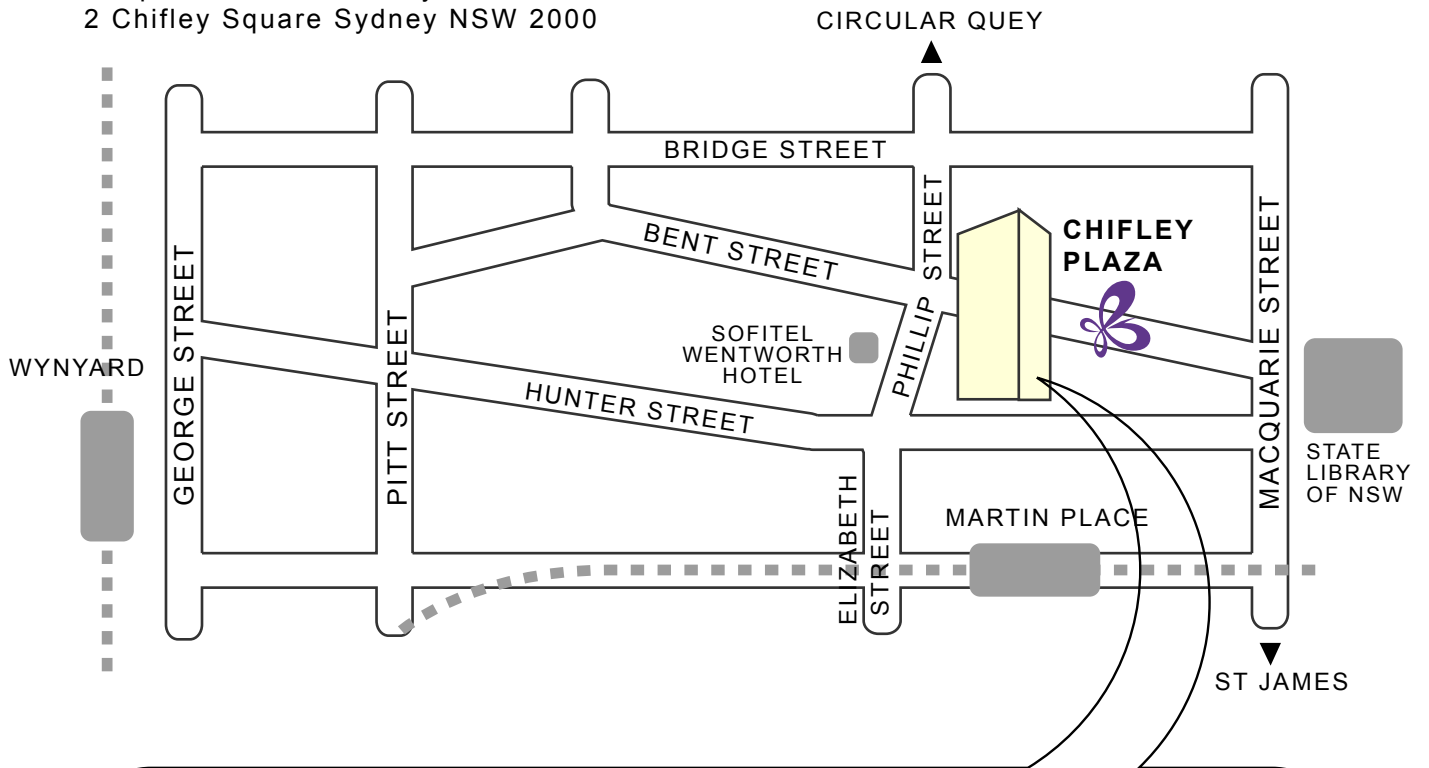 2 Chifley Square Sydney NSW 2000
CIRCULAR QUEY
BRIDGE STREET
BENT STREET
PHILLIP STREET
CHIFLEY
PLAZA
GEORGE STREET
WYNYARD
PITT STREET
SOFITEL
WENTWORTH
HOTEL
HUNTER STREET
MACQUARIE STREET
STATE
LIBRARY
OF NSW
ELIZABETH
STREET
MARTIN PLACE
ST JAMES